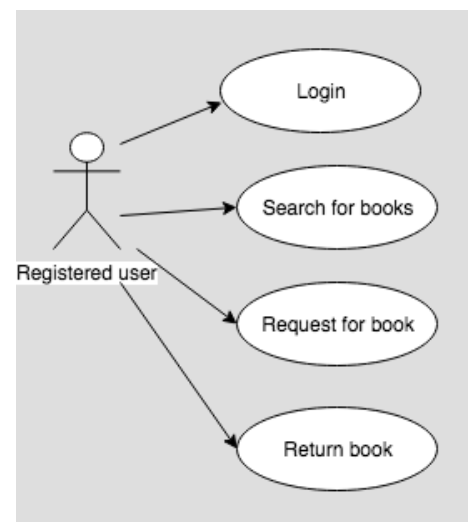 Login
Search for books
Registered user
Request for book
Return book